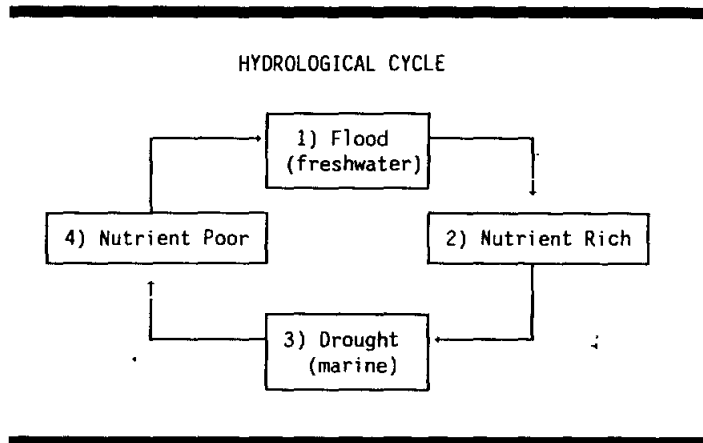 HYDROLOGICAL CYCLE
1) Flood
(freshwater)
4) Nutrient Poor
2) Nutrient Rich
3) Drought
(marine)